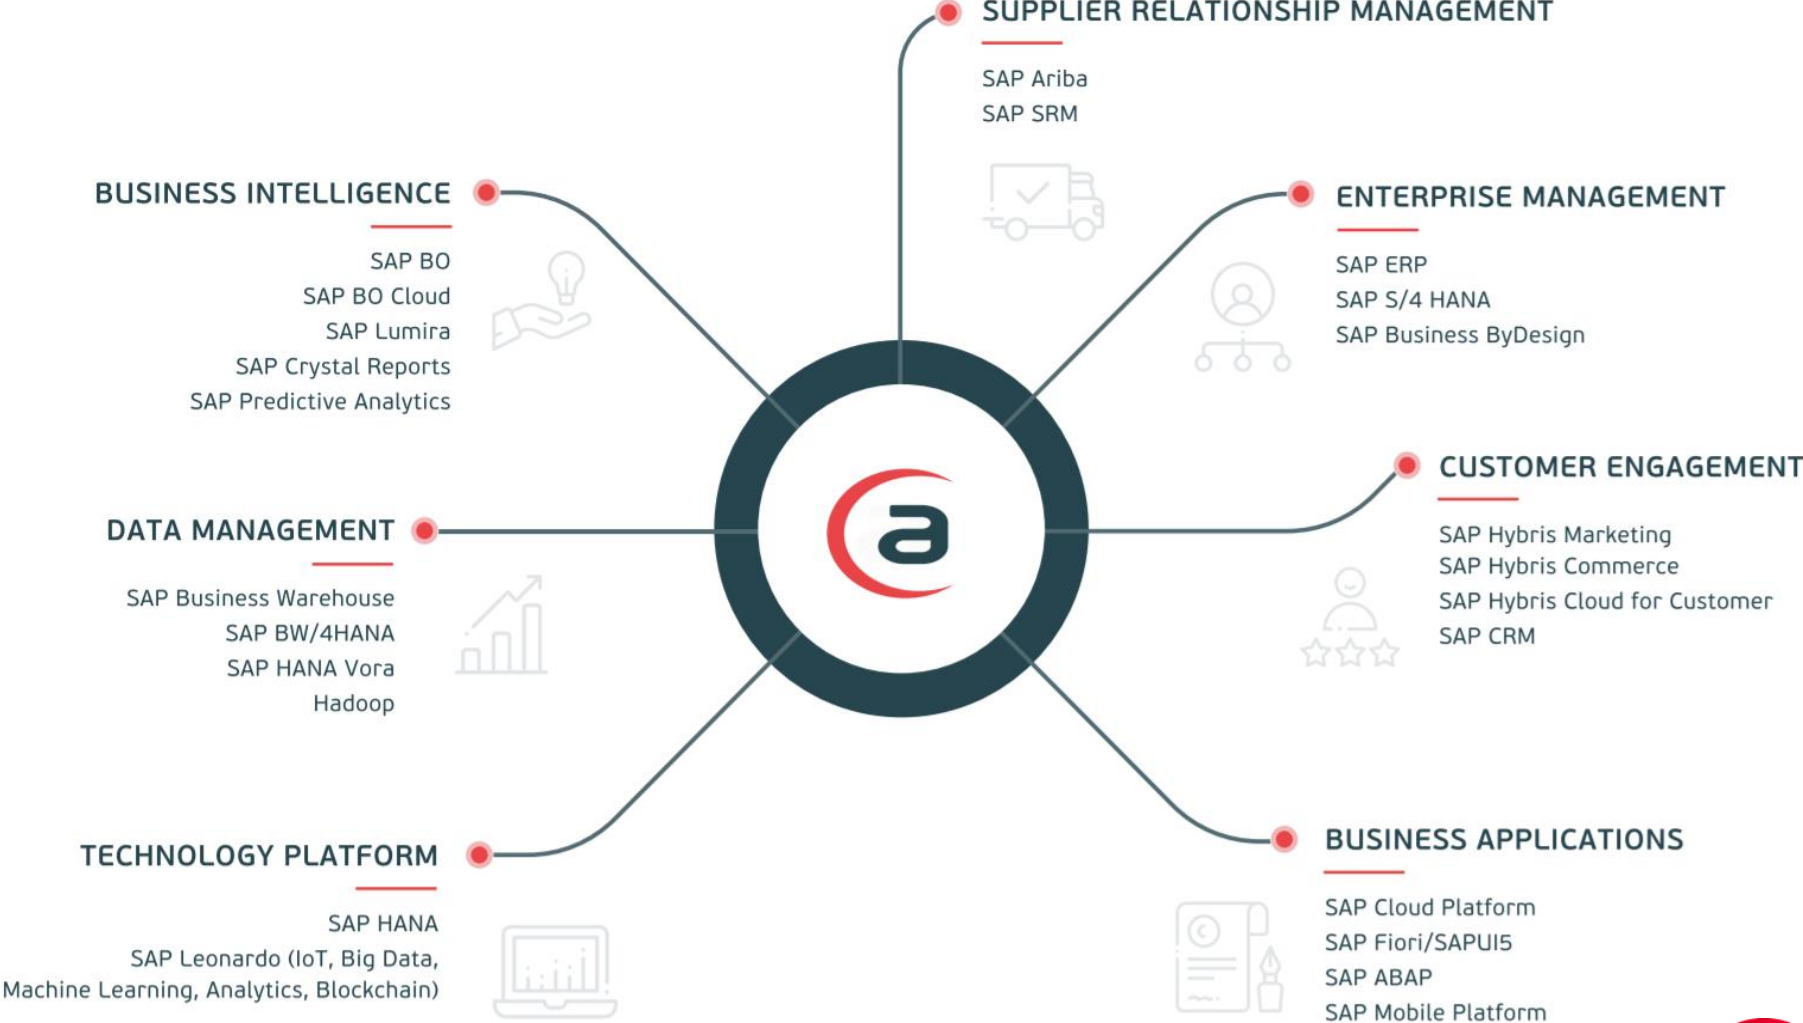 SUPPLIER RELATIONSHIP MANAGEMENT
SAP Ariba
SAP SRM
BUSINESS INTELLIGENCE
SAP BO
SAP BO Cloud
SAP Lumira
SAP Crystal Reports
SAP Predictive Analytics
ENTERPRISE MANAGEMENT
SAP ERP
SAP S/4 HANA
SAP Business ByDesign
CUSTOMER ENGAGEMENT
SAP Hybris Marketing
SAP Hybris Commerce
SAP Hybris Cloud for Customer
SAP CRM
a
DATA MANAGEMENT
SAP Business Warehouse
SAP BW/4HANA
SAP HANA Vora
Hadoop
TECHNOLOGY PLATFORM
SAP HANA
SAP Leonardo (IoT, Big Data,
Machine Learning, Analytics, Blockchain)
BUSINESS APPLICATIONS
SAP Cloud Platform
SAP Fiori/SAPUI5
SAP ABAP
SAP Mobile Platform